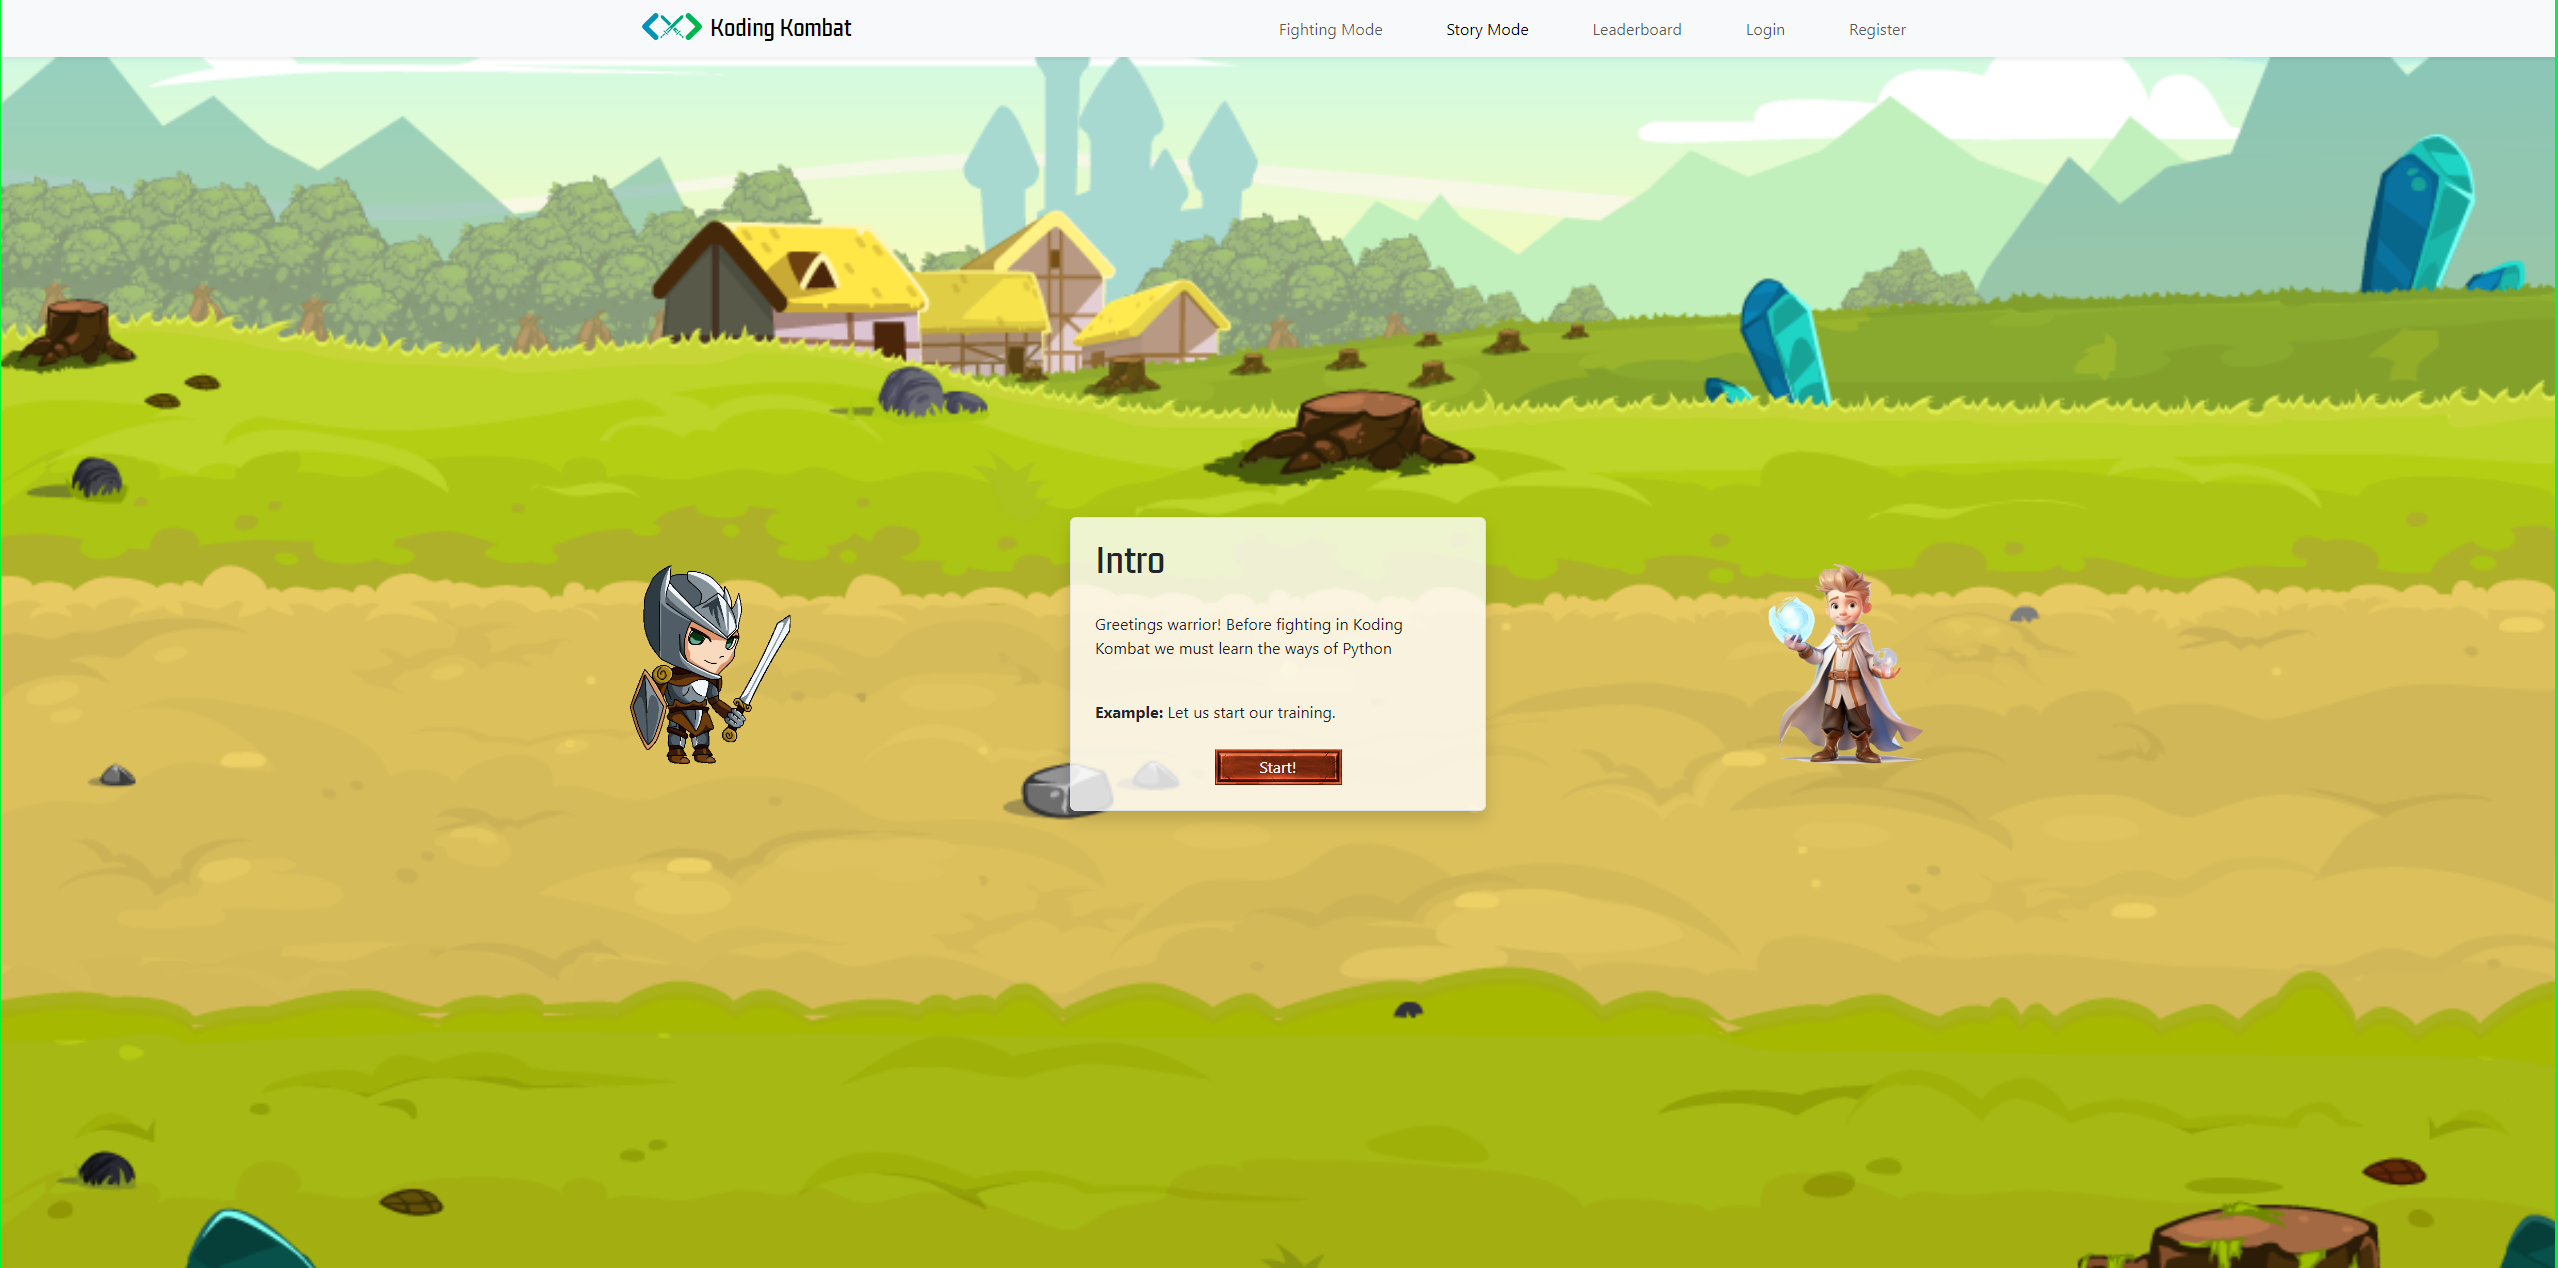 Koding Kombat
Fighting Mode
Story Mode
Leaderboard
Login
Register
Intro
Greetings warrior! Before fighting in Koding
Kombat we must learn the ways of Python
Example: Let us start our training.
Start!